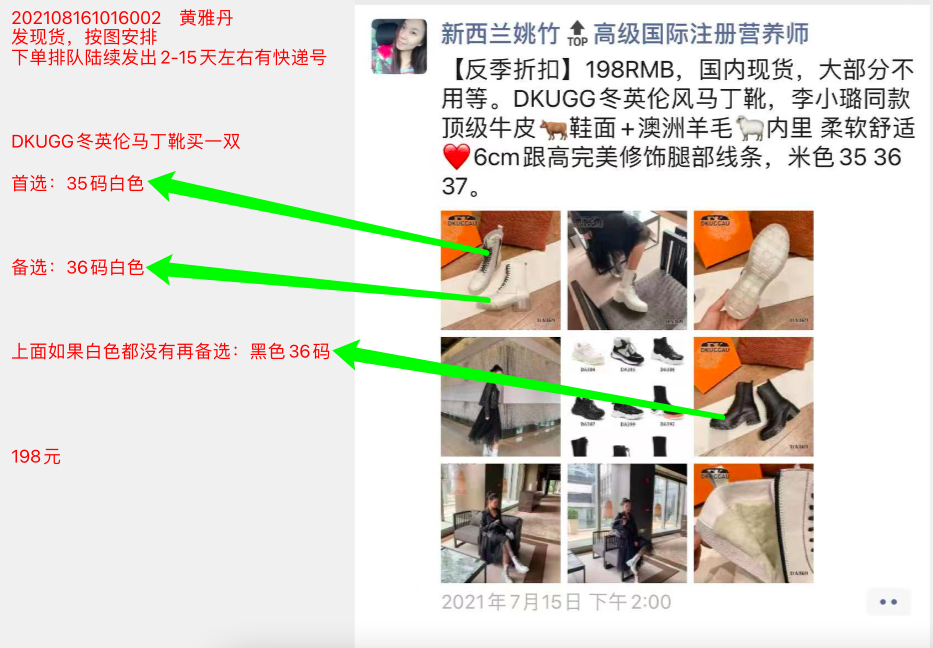 202108161016002 黄雅丹
发现货，按图安排
下单排队陆续发出2-15天左右有快递号
DKUGG冬英伦马丁靴买一双
首选：35码白色
备选：36码白色
上面如果白色都没有再备选：黑色36码
198元
新西兰姚竹🔝高级国际注册营养师
【反季折扣】198RMB，国内现货，大部分不
用等。DKUGG冬英伦风马丁靴，李小璐同款
顶级牛皮🐂鞋面+澳洲羊毛🐑内里 柔软舒适
❤️6cm跟高完美修饰腿部线条，米色35 36
37。
DKUGGAU
DKUGGAU
DKUGGAU
DKUGGAU
2021年7月15日 下午2:00